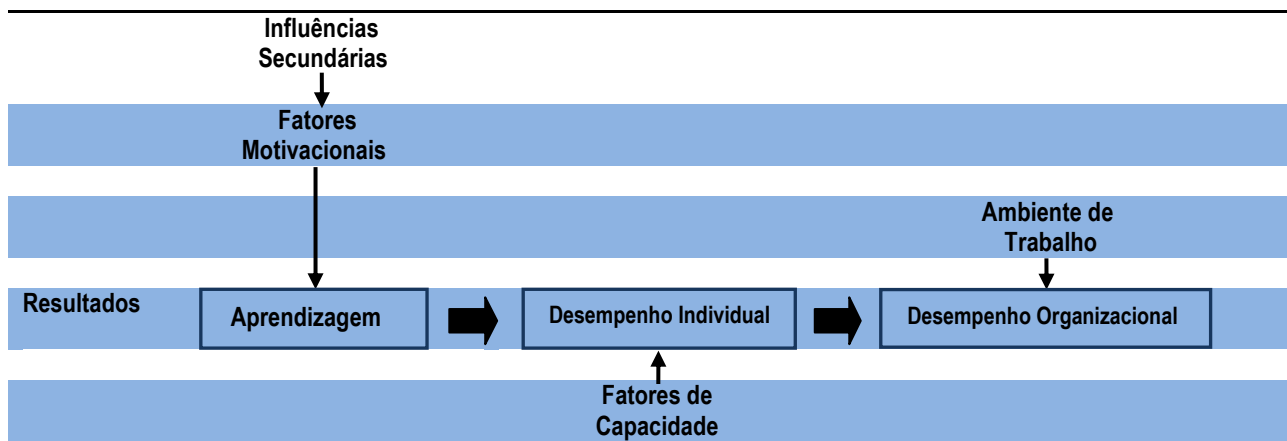 Influências
Secundárias
Fatores
Motivacionais
Ambiente de
Trabalho
Resultados
Aprendizagem
Desempenho Individual
Desempenho Organizacional
Fatores de
Capacidade